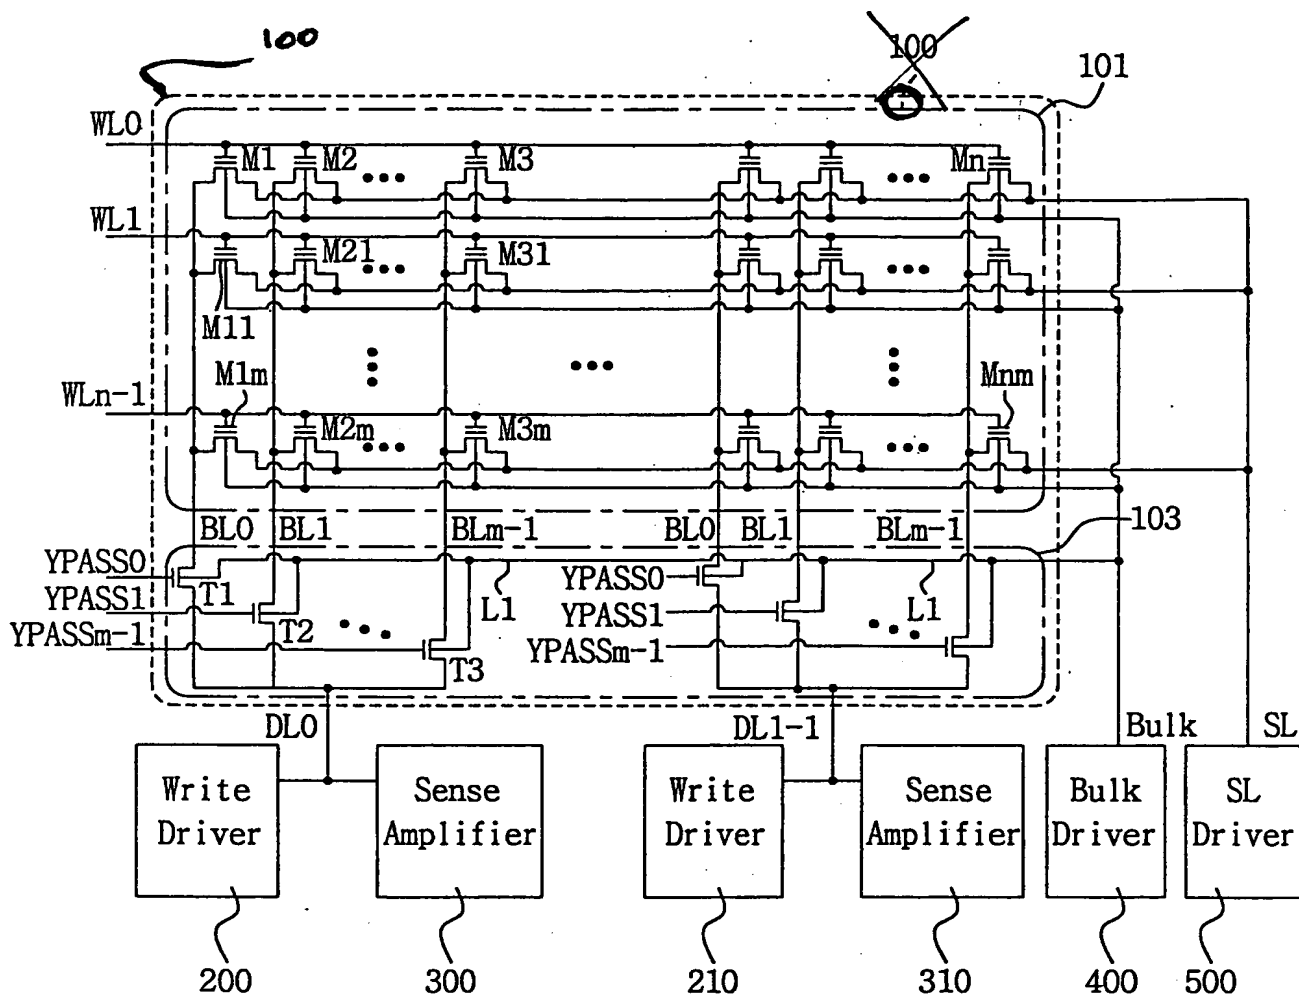 100
100
101
WL0
M1 M2 M3 Mn
WL1
M21 M31
M11
M1m Mnm
WLn-1
M2m M3m
BL0 BL1 BLm-1 BL0 BL1 BLm-1 103
YPASS0 T1 L1 YPASS0 L1
YPASS1 T2 YPASS1
YPASSm-1 T3 YPASSm-1
DL0 DL1-1 Bulk SL
Write Driver
Sense Amplifier
Write Driver
Sense Amplifier
Bulk Driver
SL Driver
200 300 210 310 400 500